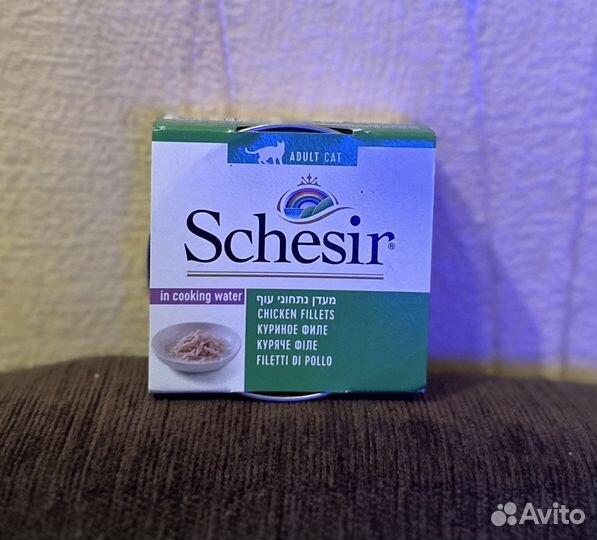 ADULT CAT
Schesir®
in cooking water
מעדן נתחוני עוף
CHICKEN FILLETS
КУРИНОЕ ФИЛЕ
КУРЯЧЕ ФІЛЕ
FILETTI DI POLLO
Avito